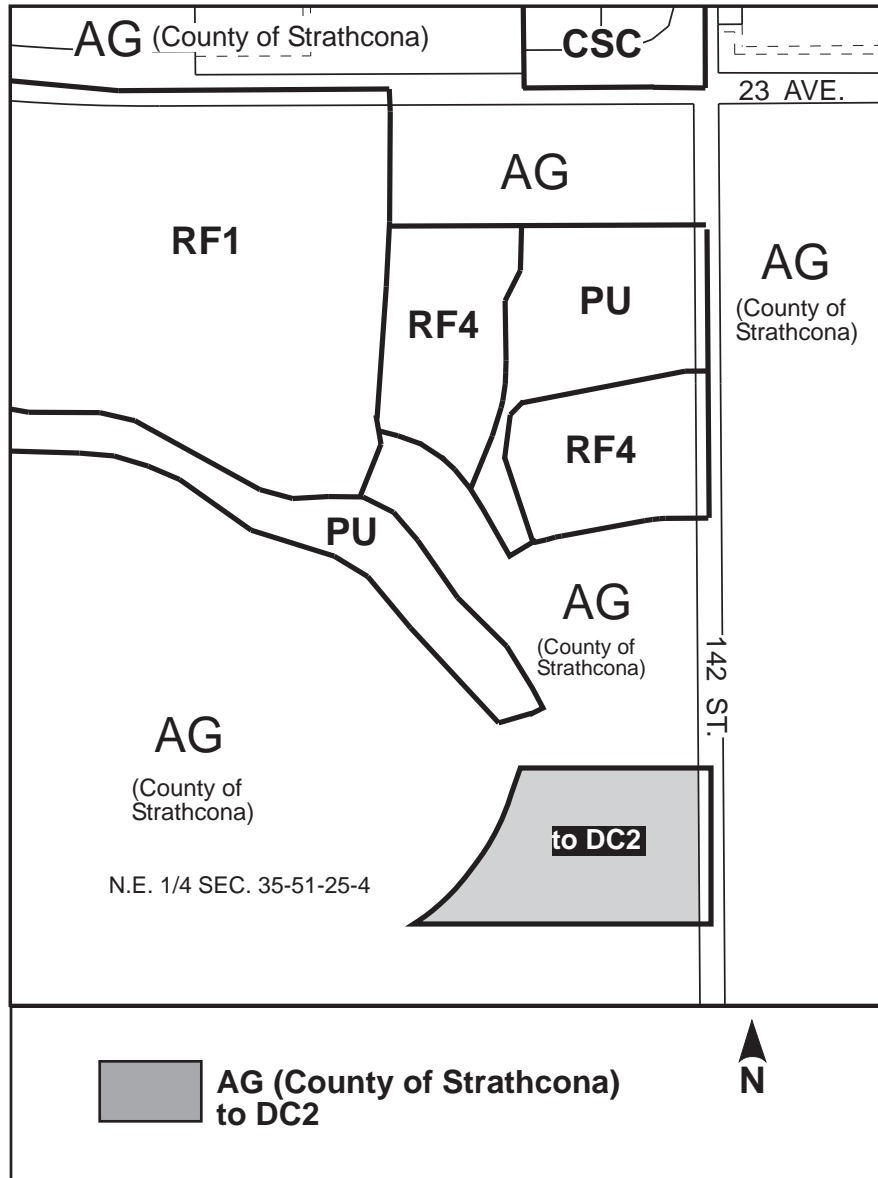 AG (County of Strathcona)
CSC
23 AVE.
AG
RF1
AG
(County of
Strathcona)
PU
RF4
RF4
PU
AG
(County of
Strathcona)
142 ST.
AG
(County of
Strathcona)
to DC2
N.E. 1/4 SEC. 35-51-25-4
AG (County of Strathcona)
to DC2
N